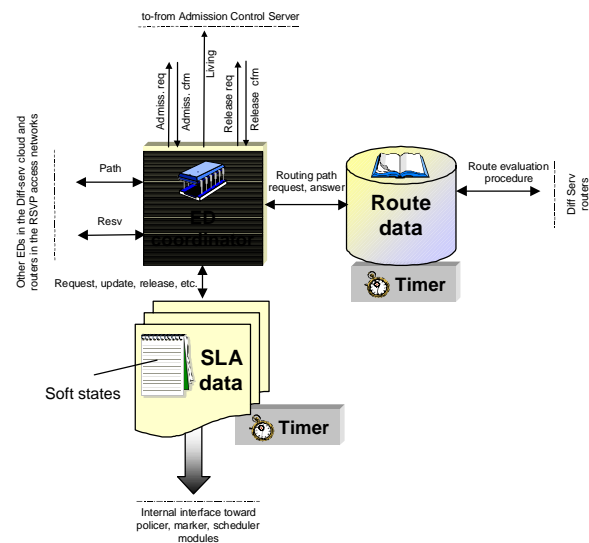 to-from Admission Control Server
Admiss. req
Admiss. cfm
Living
Release req
Release cfm
Other EDs in the Diff-serv cloud and
routers in the RSVP access networks
Path
Resv
ED
coordinator
Routing path
request, answer
Route
data
Route evaluation
procedure
Diff Serv
routers
Timer
Request, update, release, etc.
SLA
data
Soft states
Timer
Internal interface toward
policer, marker, scheduler
modules